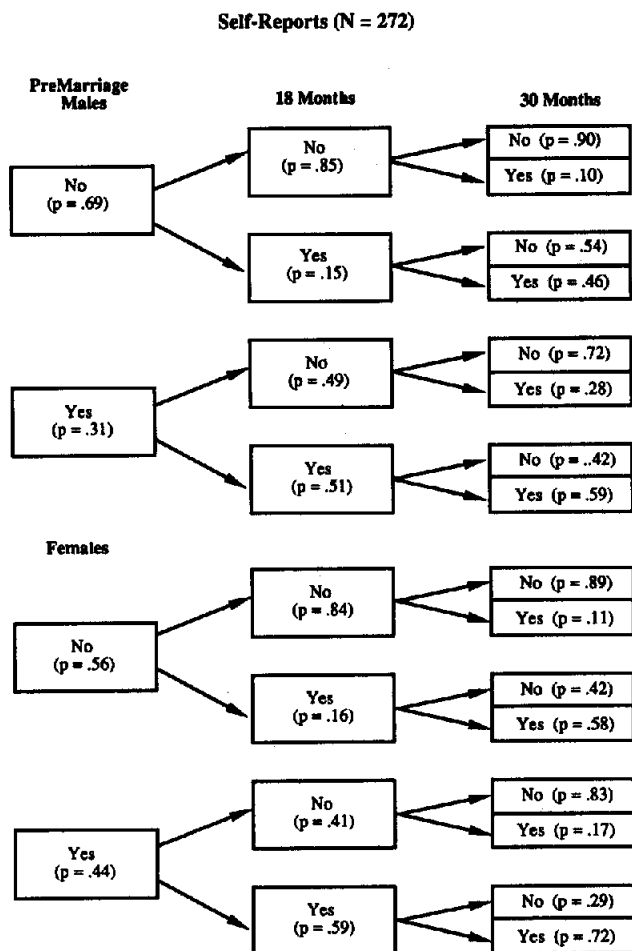 Self-Reports (N = 272)
PreMarriage
Males
18 Months
30 Months
No
(p = .69)
No
(p = .85)
No (p = .90)
Yes (p = .10)
Yes
(p = .15)
No (p = .54)
Yes (p = .46)
Yes
(p = .31)
No
(p = .49)
No (p = .72)
Yes (p = .28)
Yes
(p = .51)
No (p = ..42)
Yes (p = .59)
Females
No
(p = .56)
No
(p = .84)
No (p = .89)
Yes (p = .11)
Yes
(p = .16)
No (p = .42)
Yes (p = .58)
Yes
(p = .44)
No
(p = .41)
No (p = .83)
Yes (p = .17)
Yes
(p = .59)
No (p = .29)
Yes (p = .72)